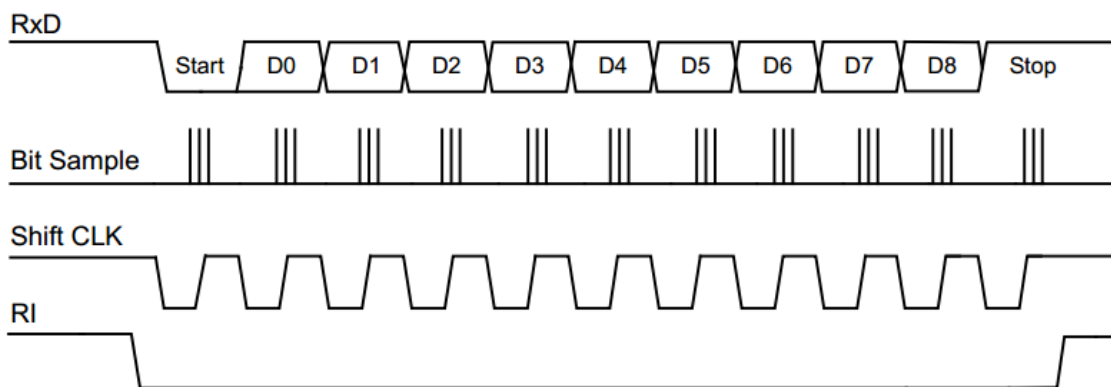 RxD
Start D0 D1 D2 D3 D4 D5 D6 D7 D8 Stop
Bit Sample
Shift CLK
RI